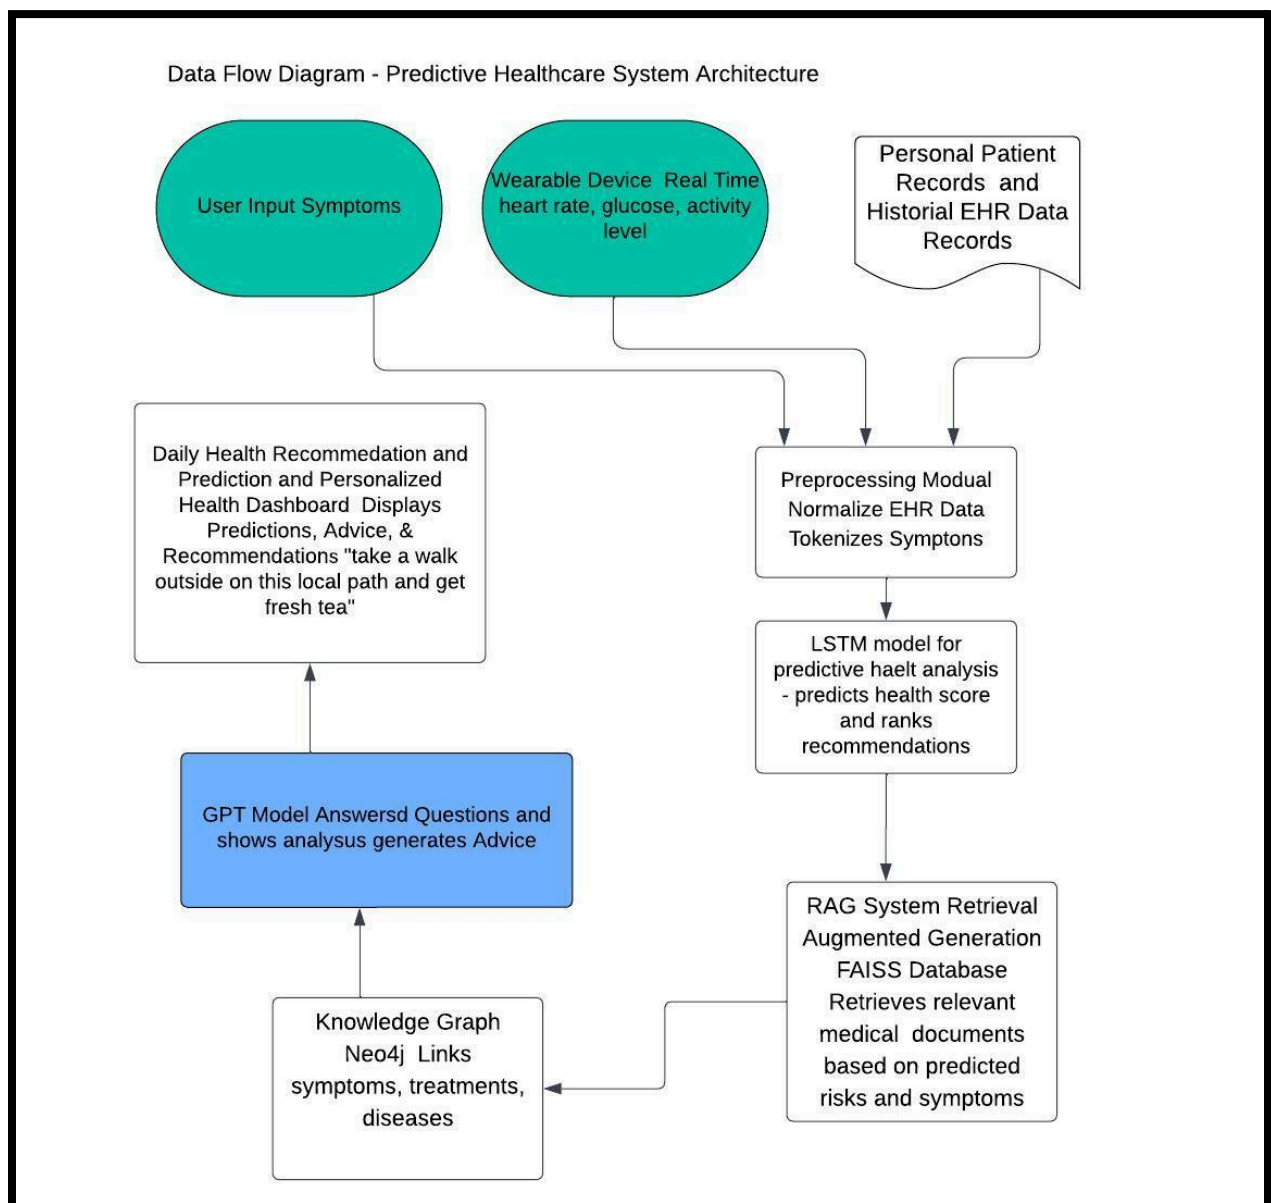 Data Flow Diagram - Predictive Healthcare System Architecture
User Input Symptoms
Wearable Device Real Time
heart rate, glucose, activity
level
Personal Patient
Records and
Historial EHR Data
Records
Daily Health Recommedation and
Prediction and Personalized
Health Dashboard Displays
Predictions, Advice, &
Recommendations "take a walk
outside on this local path and get
fresh tea"
Preprocessing Modual
Normalize EHR Data
Tokenizes Symptons
LSTM model for
predictive haelt analysis
- predicts health score
and ranks
recommendations
GPT Model Answersd Questions and
shows analysus generates Advice
RAG System Retrieval
Augmented Generation
FAISS Database
Retrieves relevant
medical documents
based on predicted
risks and symptoms
Knowledge Graph
Neo4j Links
symptoms, treatments,
diseases